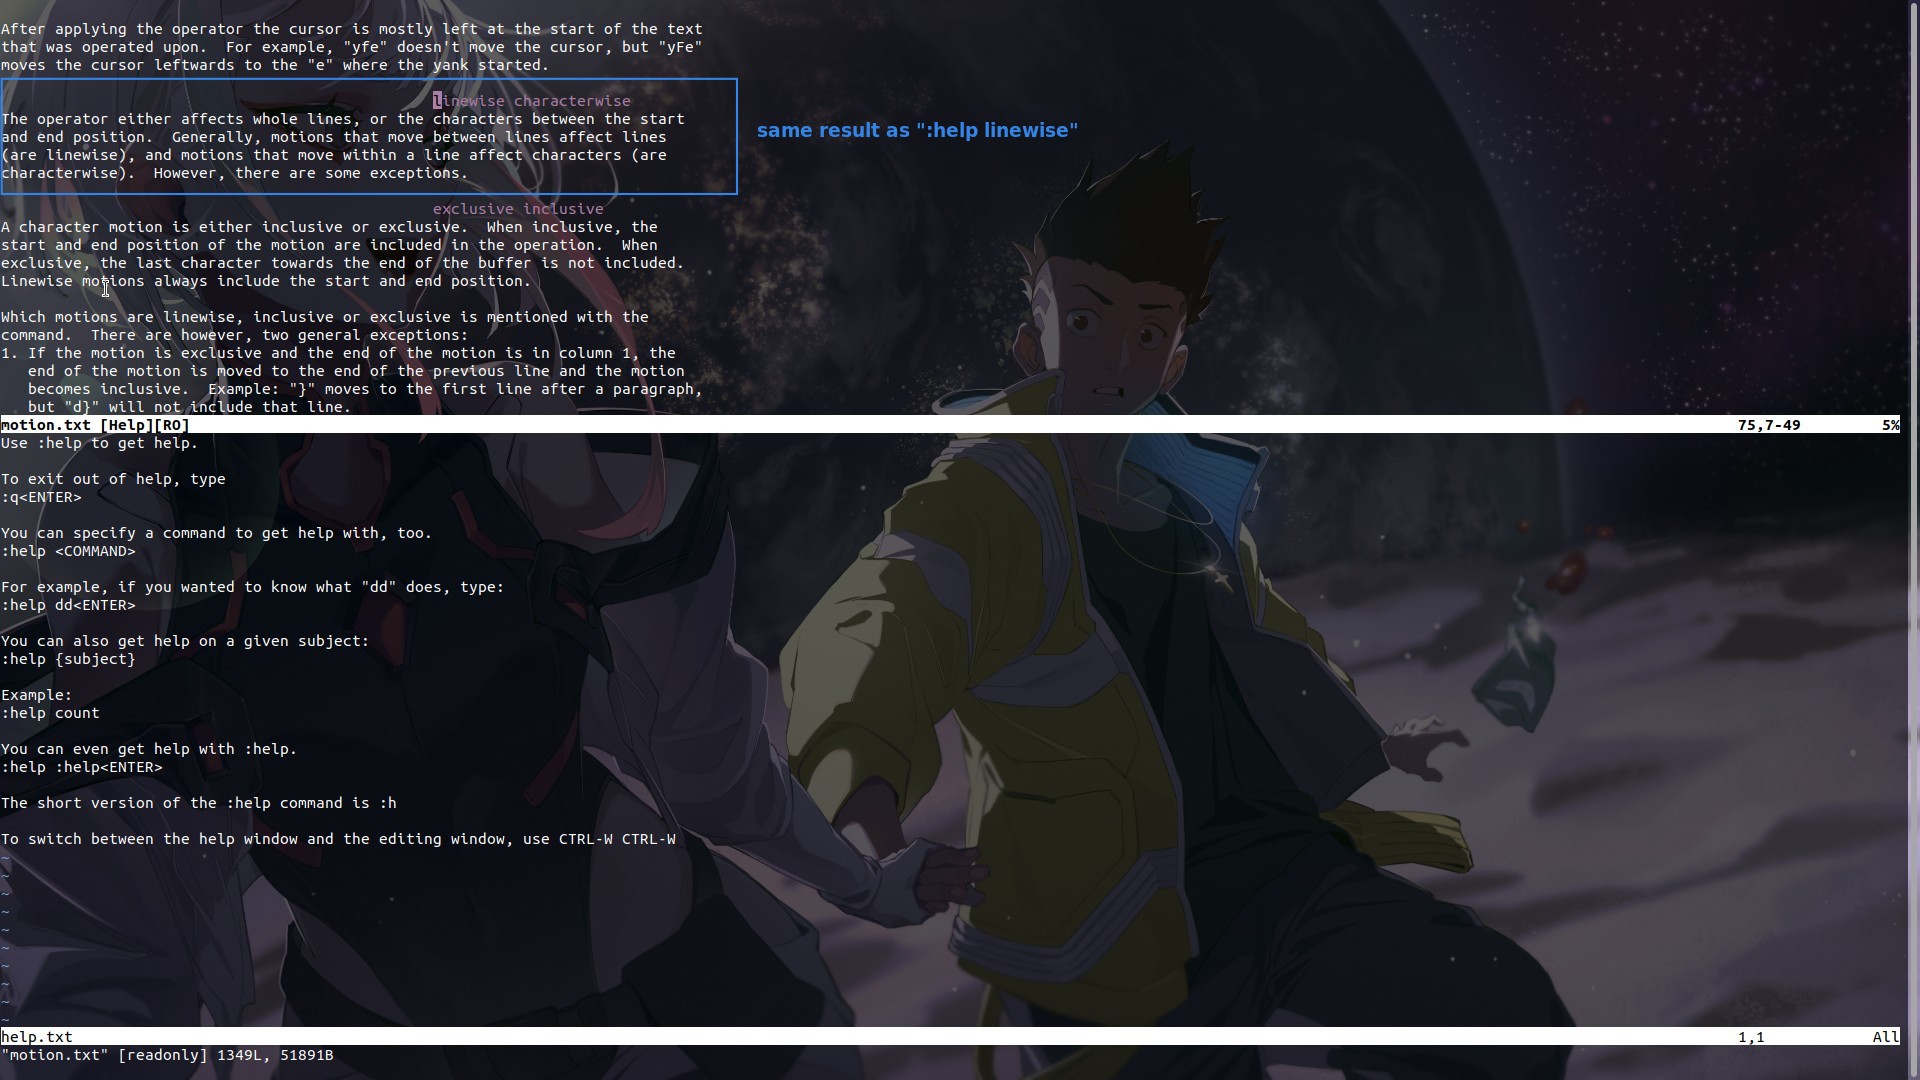 After applying the operator the cursor is mostly left at the start of the text
that was operated upon.  For example, "yfe" doesn't move the cursor, but "yFe"
moves the cursor leftwards to the "e" where the yank started.
linewise characterwise
The operator either affects whole lines, or the characters between the start
and end position.  Generally, motions that move between lines affect lines
(are linewise), and motions that move within a line affect characters (are
characterwise).  However, there are some exceptions.
same result as ":help linewise"
exclusive inclusive
A character motion is either inclusive or exclusive.  When inclusive, the
start and end position of the motion are included in the operation.  When
exclusive, the last character towards the end of the buffer is not included.
Linewise motions always include the start and end position.
Which motions are linewise, inclusive or exclusive is mentioned with the
command.  There are however, two general exceptions:
1. If the motion is exclusive and the end of the motion is in column 1, the
   end of the motion is moved to the end of the previous line and the motion
   becomes inclusive.  Example: "}" moves to the first line after a paragraph,
   but "d}" will not include that line.
motion.txt [Help][RO] 75,7-49 5%
Use :help to get help.
To exit out of help, type
:q<ENTER>
You can specify a command to get help with, too.
:help <COMMAND>
For example, if you wanted to know what "dd" does, type:
:help dd<ENTER>
You can also get help on a given subject:
:help {subject}
Example:
:help count
You can even get help with :help.
:help :help<ENTER>
The short version of the :help command is :h
To switch between the help window and the editing window, use CTRL-W CTRL-W
~
~
~
~
~
~
~
~
~
~
help.txt 1,1 All
"motion.txt" [readonly] 1349L, 51891B